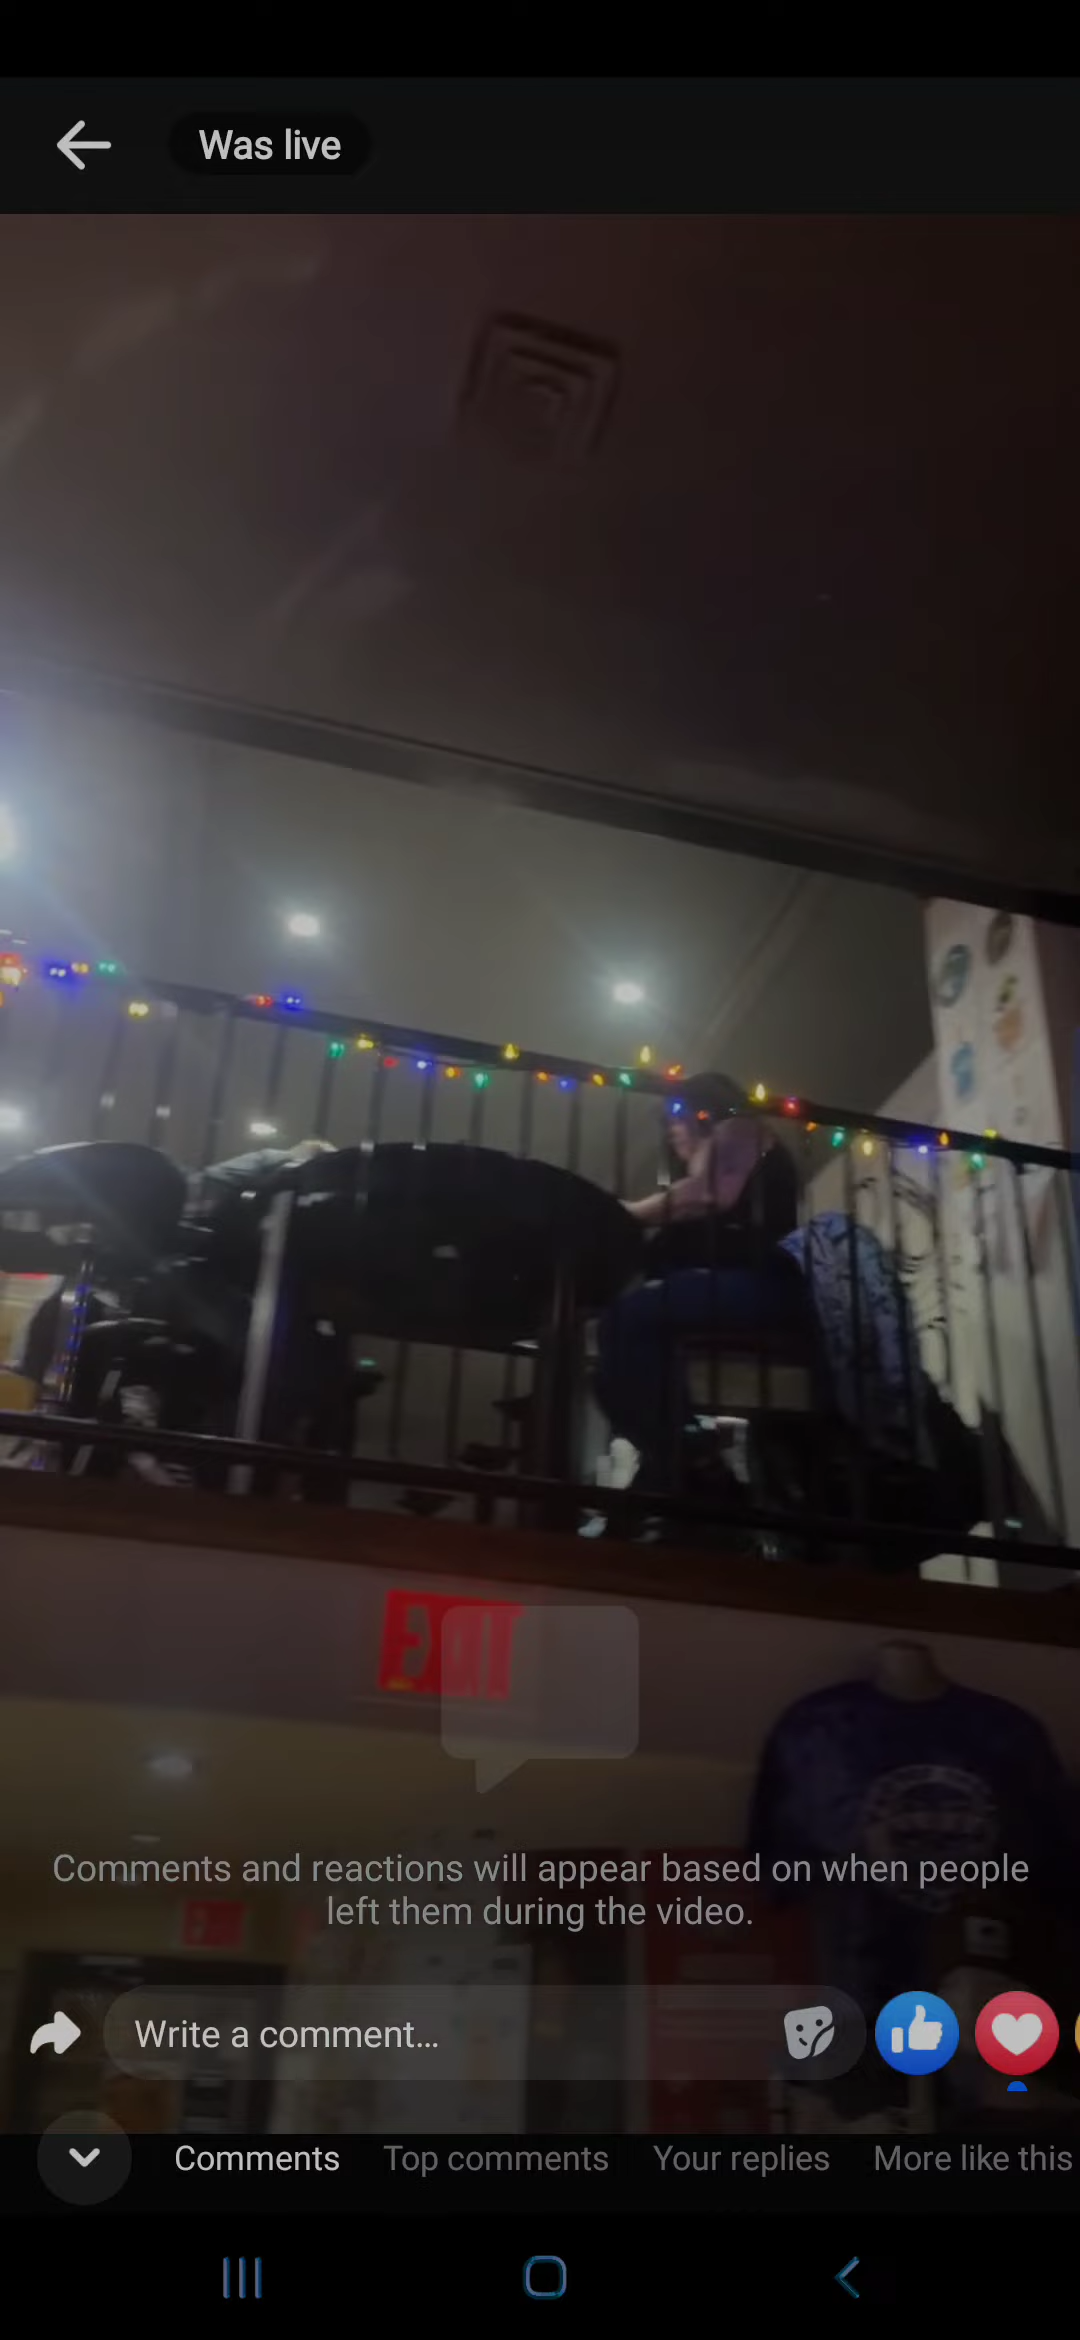 Was live
EXIT
Comments and reactions will appear based on when people
left them during the video.
Write a comment...
Comments
Top comments
Your replies
More like this